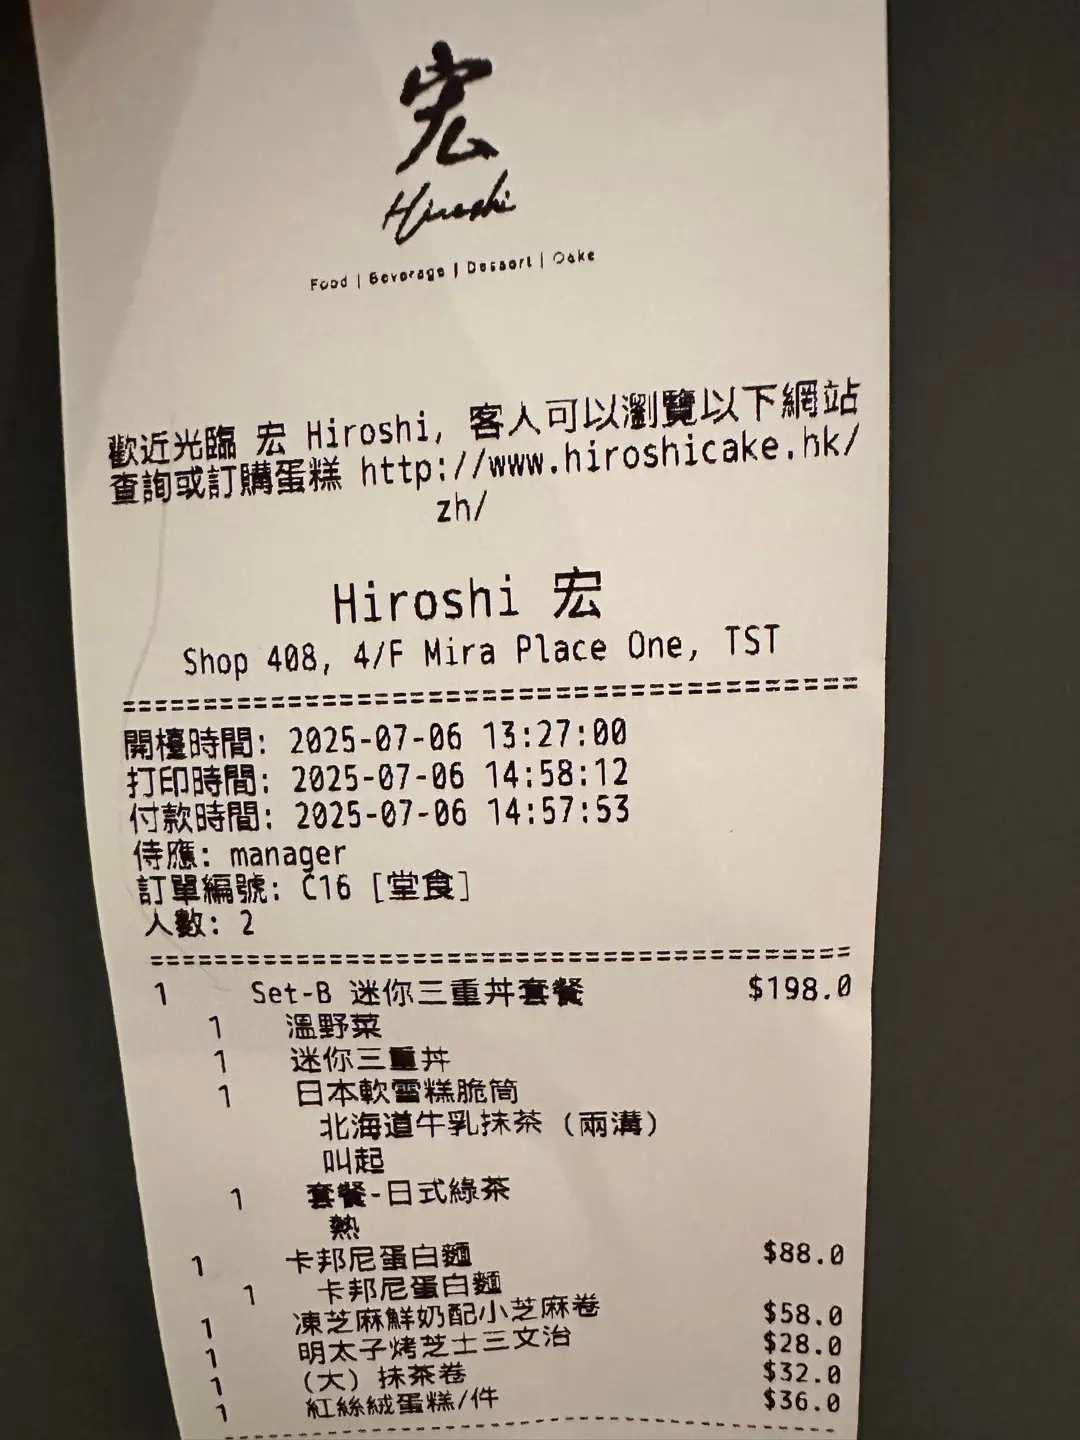 宏
Hiroshi
Food | Beverage | Dessert | Cake
歡近光臨 宏 Hiroshi, 客人可以瀏覽以下網站
查詢或訂購蛋糕 http://www.hiroshicake.hk/
zh/
Hiroshi 宏
Shop 408, 4/F Mira Place One, TST
========================================
開檯時間: 2025-07-06 13:27:00
打印時間: 2025-07-06 14:58:12
付款時間: 2025-07-06 14:57:53
侍應: manager
訂單編號: C16 [堂食]
人數: 2
========================================
1 Set-B 迷你三重丼套餐 $198.0
1 溫野菜
1 迷你三重丼
1 日本軟雪糕脆筒
北海道牛乳抹茶 (兩溝)
叫起
1 套餐-日式綠茶
熱
1 卡邦尼蛋白麵 $88.0
1 卡邦尼蛋白麵
1 凍芝麻鮮奶配小芝麻卷 $58.0
1 明太子烤芝士三文治 $28.0
1 (大) 抹茶卷 $32.0
1 紅絲絨蛋糕/件 $36.0